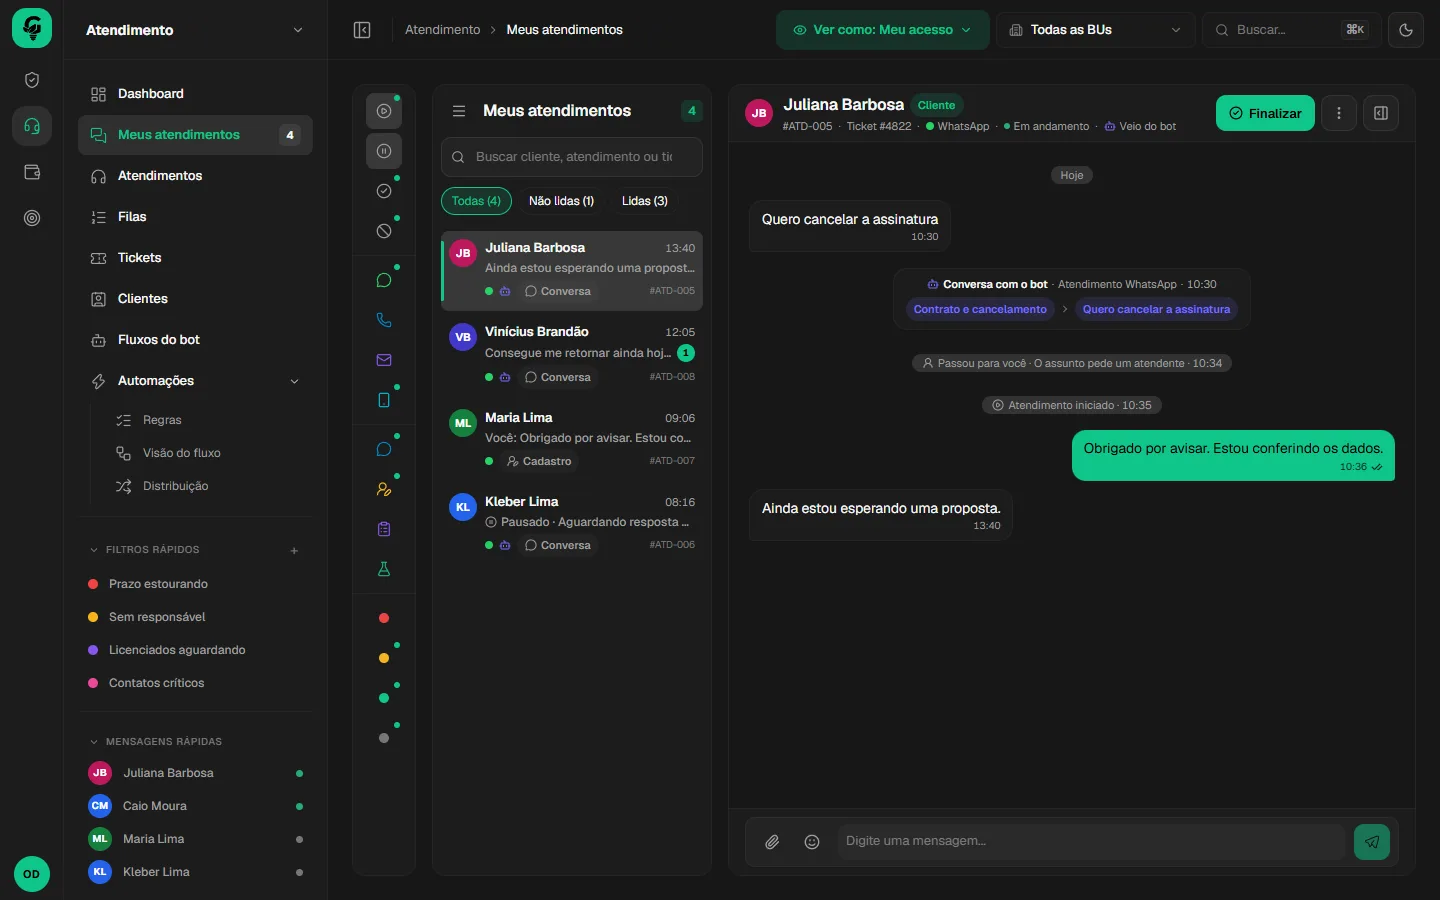 Atendimento
Atendimento
Meus atendimentos
Ver como: Meu acesso
Todas as BUs
Buscar...
⌘K
Dashboard
Meus atendimentos
4
Atendimentos
Filas
Tickets
Clientes
Fluxos do bot
Automações
Regras
Visão do fluxo
Distribuição
FILTROS RÁPIDOS
+
Prazo estourando
Sem responsável
Licenciados aguardando
Contatos críticos
MENSAGENS RÁPIDAS
JB
Juliana Barbosa
CM
Caio Moura
ML
Maria Lima
KL
Kleber Lima
OD
Meus atendimentos
4
Buscar cliente, atendimento ou tic
Todas (4)
Não lidas (1)
Lidas (3)
JB
Juliana Barbosa
13:40
Ainda estou esperando uma propost...
Conversa
#ATD-005
VB
Vinícius Brandão
12:05
Consegue me retornar ainda hoj...
1
Conversa
#ATD-008
ML
Maria Lima
09:06
Você: Obrigado por avisar. Estou co...
Cadastro
#ATD-007
KL
Kleber Lima
08:16
Pausado · Aguardando resposta ...
Conversa
#ATD-006
JB
Juliana Barbosa
Cliente
#ATD-005 · Ticket #4822 · WhatsApp · Em andamento · Veio do bot
Finalizar
Hoje
Quero cancelar a assinatura
10:30
Conversa com o bot · Atendimento WhatsApp · 10:30
Contrato e cancelamento
Quero cancelar a assinatura
Passou para você · O assunto pede um atendente · 10:34
Atendimento iniciado · 10:35
Obrigado por avisar. Estou conferindo os dados.
10:36
Ainda estou esperando uma proposta.
13:40
Digite uma mensagem...